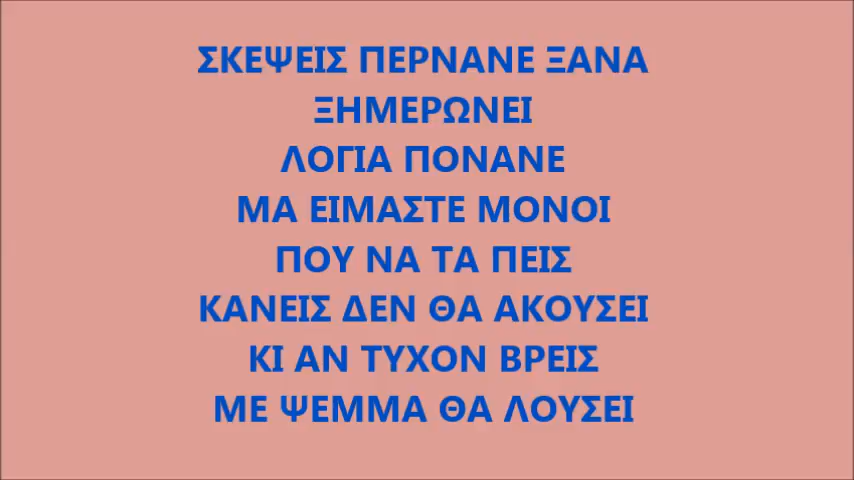 ΣΚΕΨΕΙΣ ΠΕΡΝΑΝΕ ΞΑΝΑ
ΞΗΜΕΡΩΝΕΙ
ΛΟΓΙΑ ΠΟΝΑΝΕ
ΜΑ ΕΙΜΑΣΤΕ ΜΟΝΟΙ
ΠΟΥ ΝΑ ΤΑ ΠΕΙΣ
ΚΑΝΕΙΣ ΔΕΝ ΘΑ ΑΚΟΥΣΕΙ
ΚΙ ΑΝ ΤΥΧΟΝ ΒΡΕΙΣ
ΜΕ ΨΕΜΜΑ ΘΑ ΛΟΥΣΕΙ